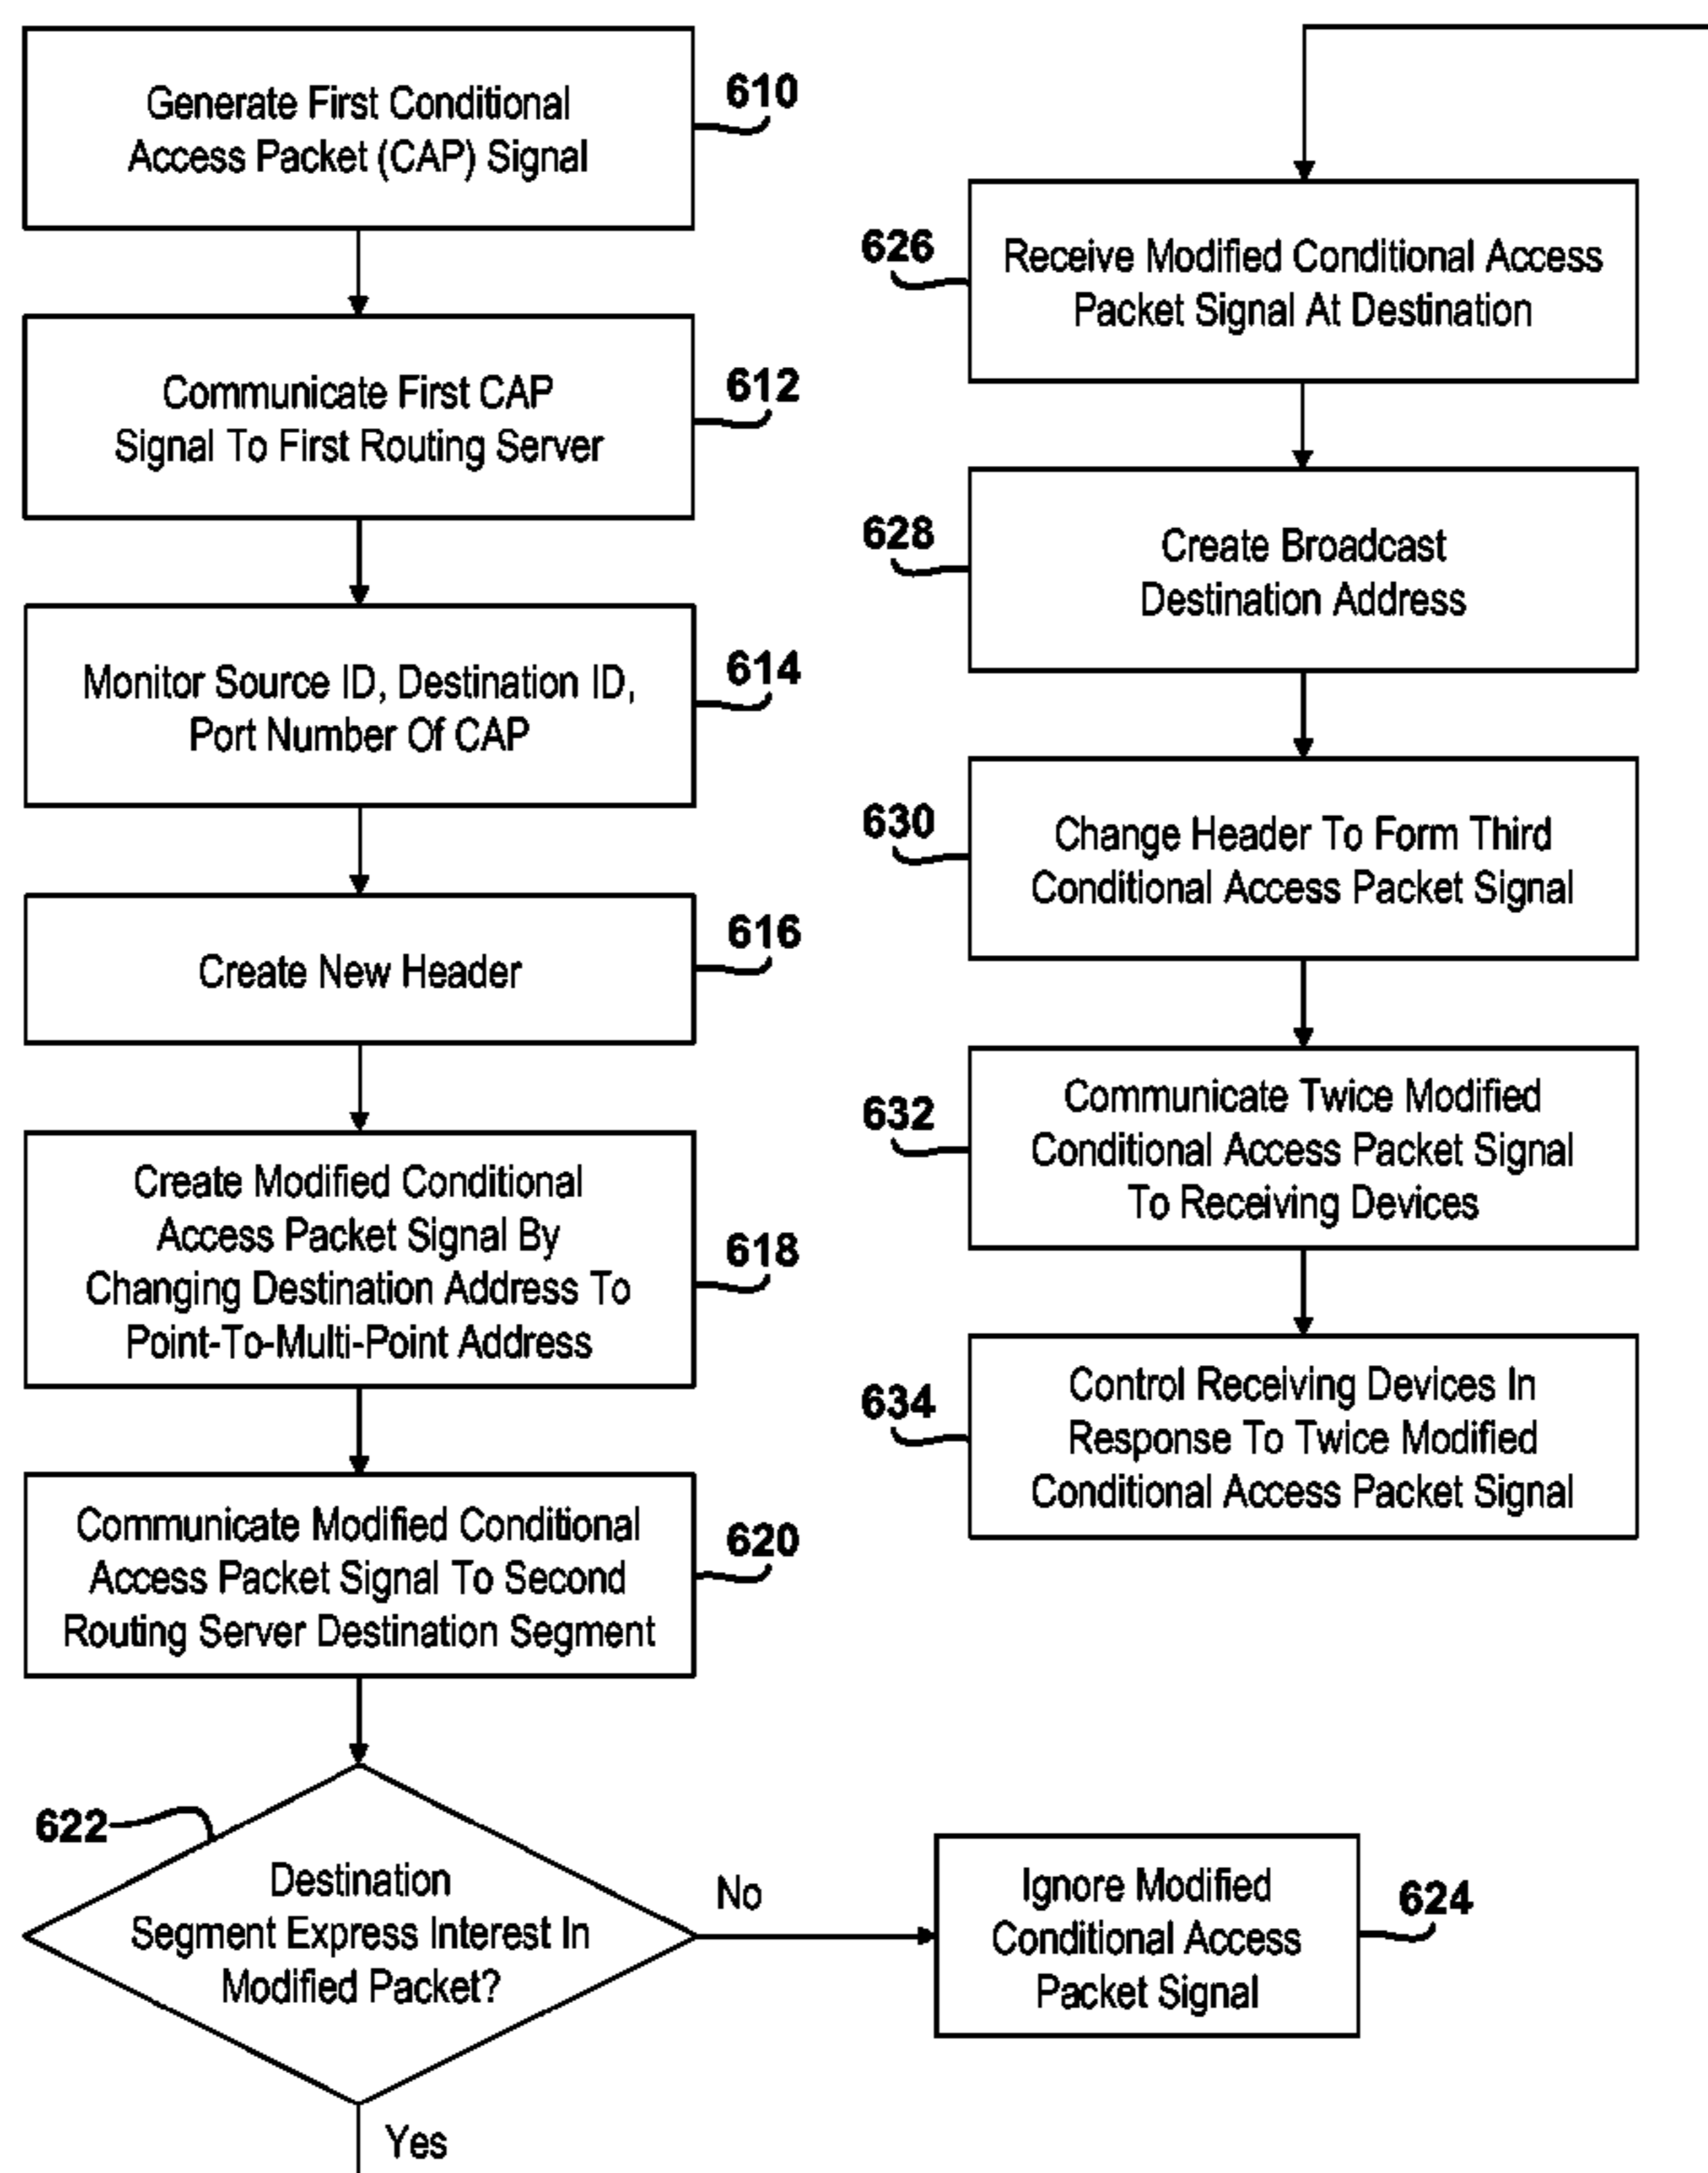 Generate First Conditional
Access Packet (CAP) Signal
610
Communicate First CAP
Signal To First Routing Server
612
Monitor Source ID, Destination ID,
Port Number Of CAP
614
Create New Header
616
Create Modified Conditional
Access Packet Signal By
Changing Destination Address To
Point-To-Multi-Point Address
618
Communicate Modified Conditional
Access Packet Signal To Second
Routing Server Destination Segment
620
622
Destination
Segment Express Interest In
Modified Packet?
No
Yes
Ignore Modified
Conditional Access
Packet Signal
624
626
Receive Modified Conditional Access
Packet Signal At Destination
628
Create Broadcast
Destination Address
630
Change Header To Form Third
Conditional Access Packet Signal
632
Communicate Twice Modified
Conditional Access Packet Signal
To Receiving Devices
634
Control Receiving Devices In
Response To Twice Modified
Conditional Access Packet Signal